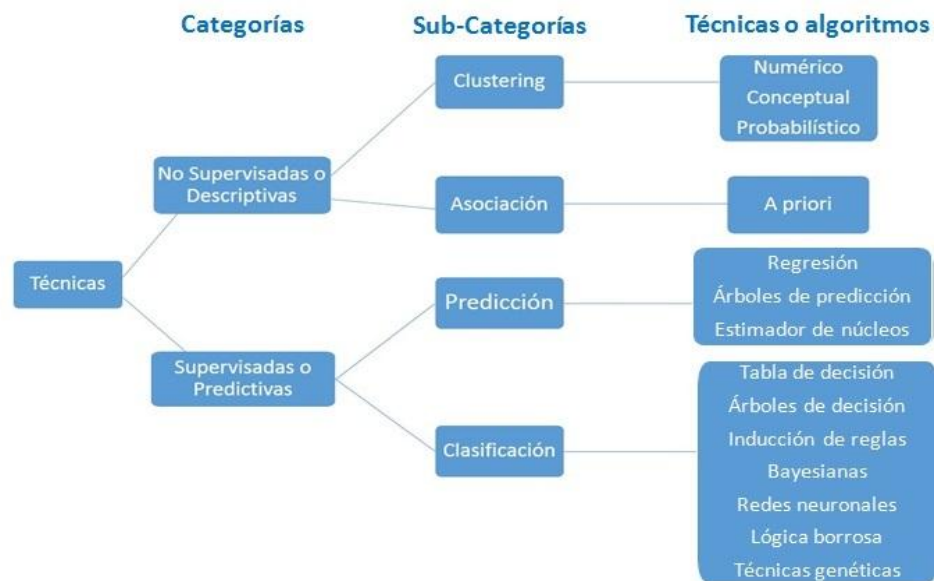 Categorías
Sub-Categorías
Técnicas o algoritmos
Técnicas
No Supervisadas o
Descriptivas
Supervisadas o
Predictivas
Clustering
Asociación
Predicción
Clasificación
Numérico
Conceptual
Probabilístico
A priori
Regresión
Árboles de predicción
Estimador de núcleos
Tabla de decisión
Árboles de decisión
Inducción de reglas
Bayesianas
Redes neuronales
Lógica borrosa
Técnicas genéticas